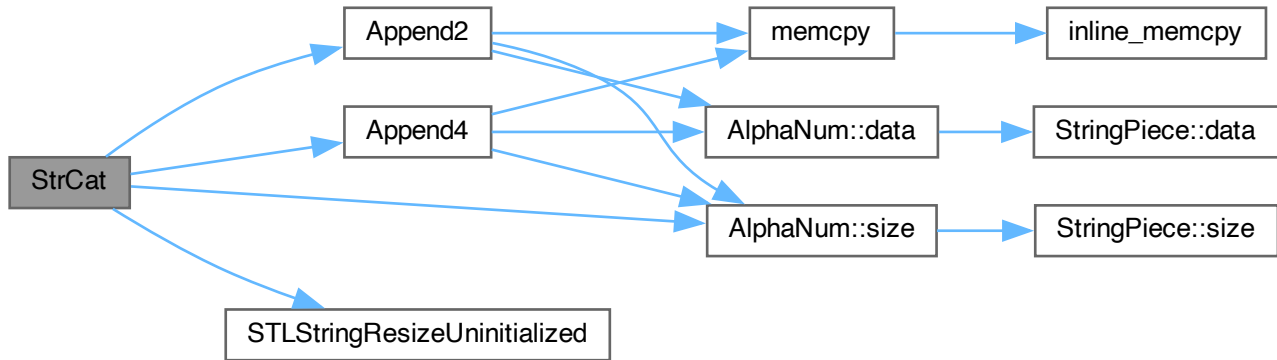 Append2
memcpy
inline_memcpy
Append4
AlphaNum::data
StringPiece::data
StrCat
AlphaNum::size
StringPiece::size
STLStringResizeUninitialized